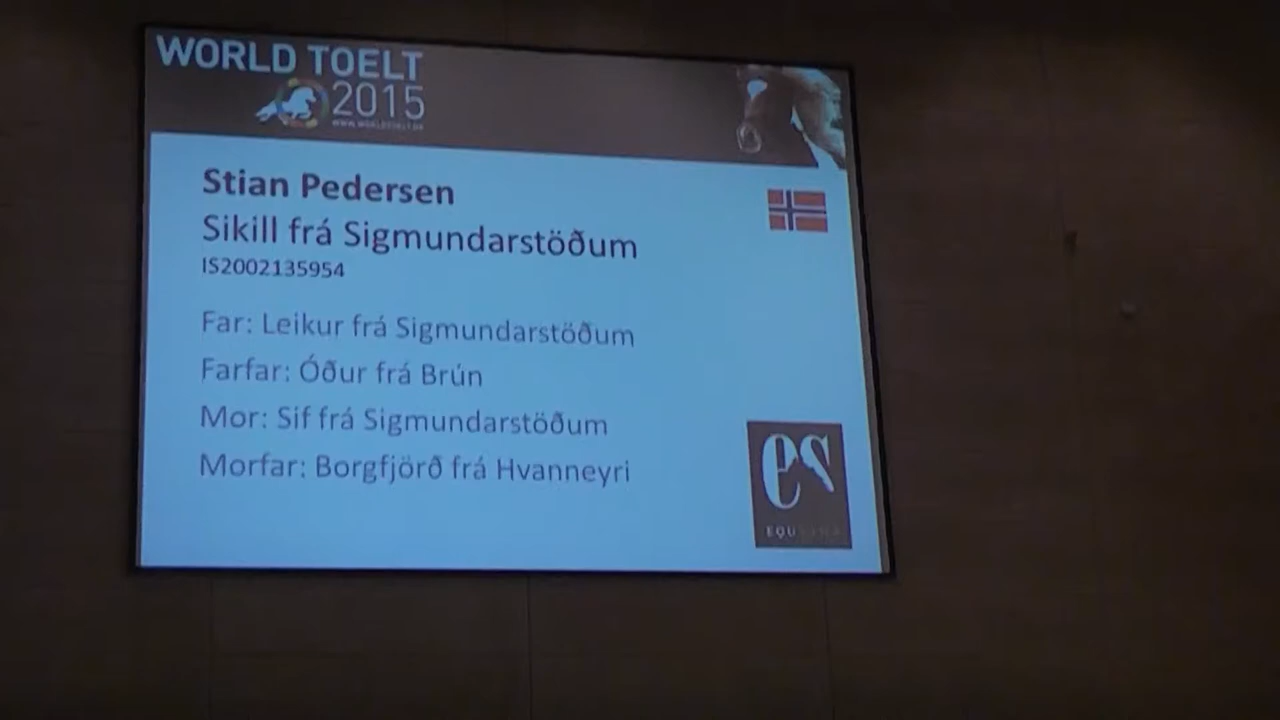 WORLD TOELT
2015
Stian Pedersen
Sikill frá Sigmundarstöðum
IS2002135954
Far: Leikur frá Sigmundarstöðum
Farfar: Óður frá Brún
Mor: Sif frá Sigmundarstöðum
Morfar: Borgfjörð frá Hvanneyri
es